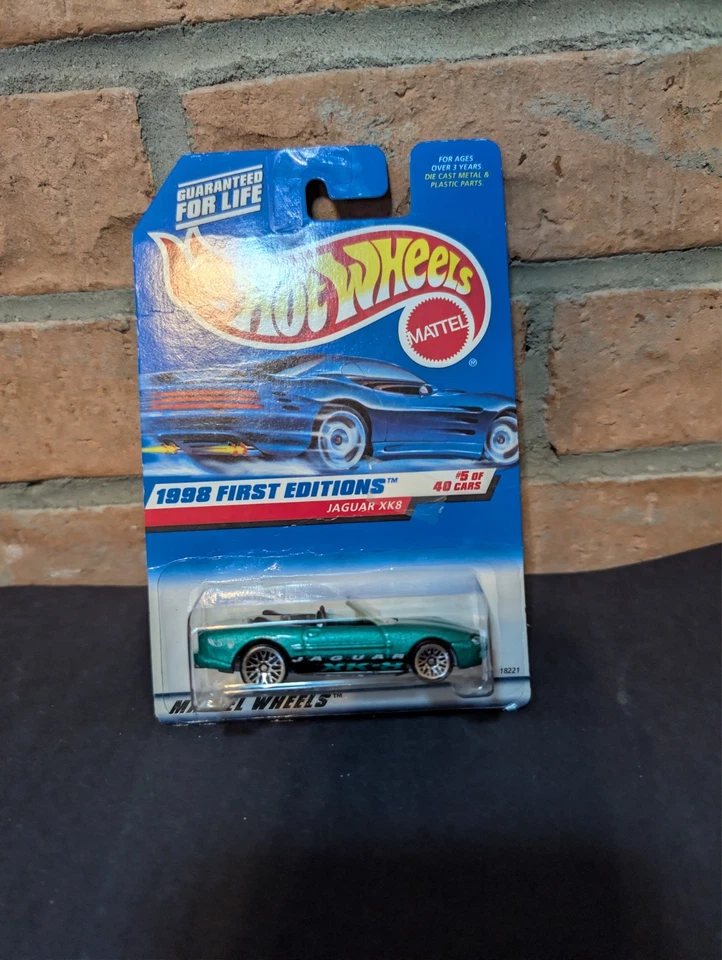 GUARANTEED
FOR LIFE
FOR AGES
OVER 3 YEARS
DIE CAST METAL &
PLASTIC PARTS.
HOT WHEELS
MATTEL
®
1998 FIRST EDITIONS™
#5 OF
40 CARS
JAGUAR XK8
JAGUAR
18221
WHEELS™